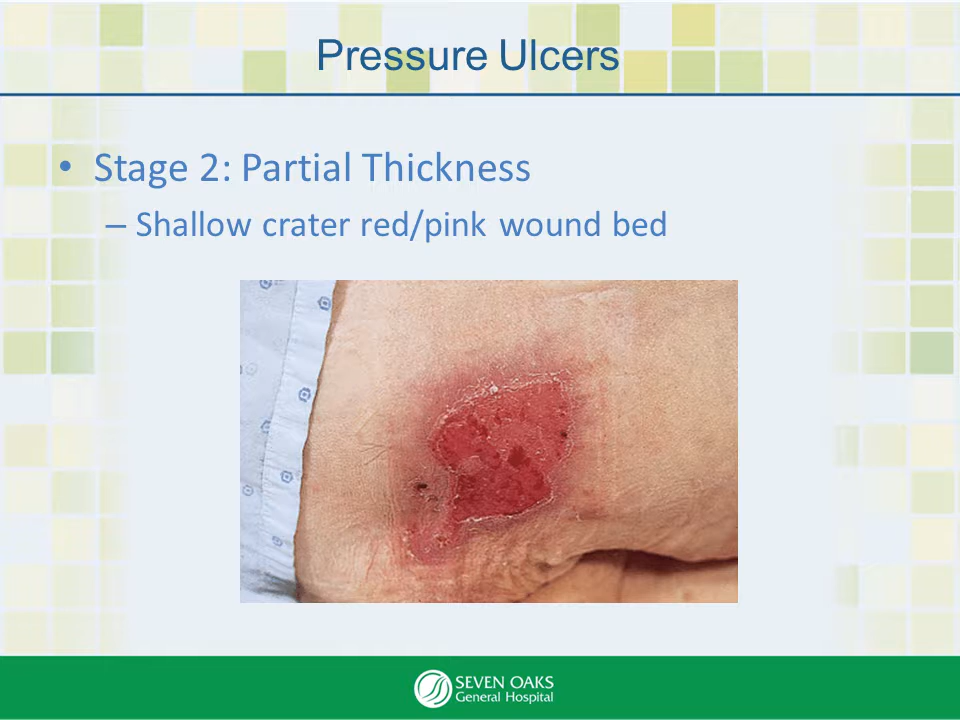 Pressure Ulcers
• Stage 2: Partial Thickness
– Shallow crater red/pink wound bed
SEVEN OAKS
General Hospital